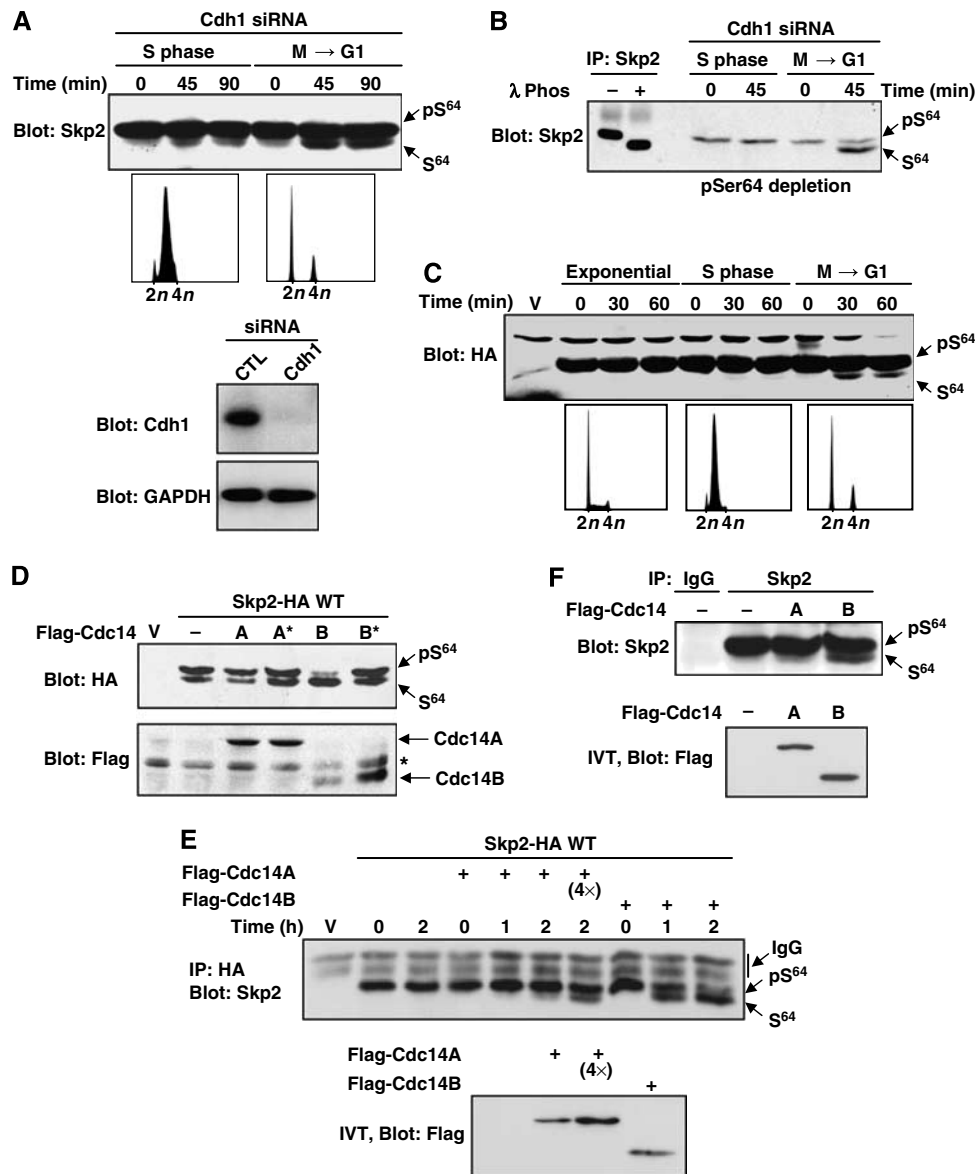 A
Cdh1 siRNA
S phase M → G1
Time (min) 0 45 90 0 45 90
Blot: Skp2
pS64
S64
2n 4n 2n 4n
siRNA
CTL Cdh1
Blot: Cdh1
Blot: GAPDH
B
Cdh1 siRNA
IP: Skp2 S phase M → G1
λ Phos – + 0 45 0 45 Time (min)
Blot: Skp2
pS64
S64
pSer64 depletion
C
Exponential S phase M → G1
Time (min) V 0 30 60 0 30 60 0 30 60
Blot: HA
pS64
S64
2n 4n 2n 4n 2n 4n
D
Skp2-HA WT
Flag-Cdc14 V – A A* B B*
Blot: HA
pS64
S64
Blot: Flag
Cdc14A
*
Cdc14B
F
IP: IgG Skp2
Flag-Cdc14 – – A B
Blot: Skp2
pS64
S64
Flag-Cdc14 – A B
IVT, Blot: Flag
E
Skp2-HA WT
Flag-Cdc14A + + + +
(4×)
Flag-Cdc14B + + +
Time (h) V 0 2 0 1 2 2 0 1 2
IP: HA
Blot: Skp2
IgG
pS64
S64
Flag-Cdc14A + +
(4×)
Flag-Cdc14B +
IVT, Blot: Flag